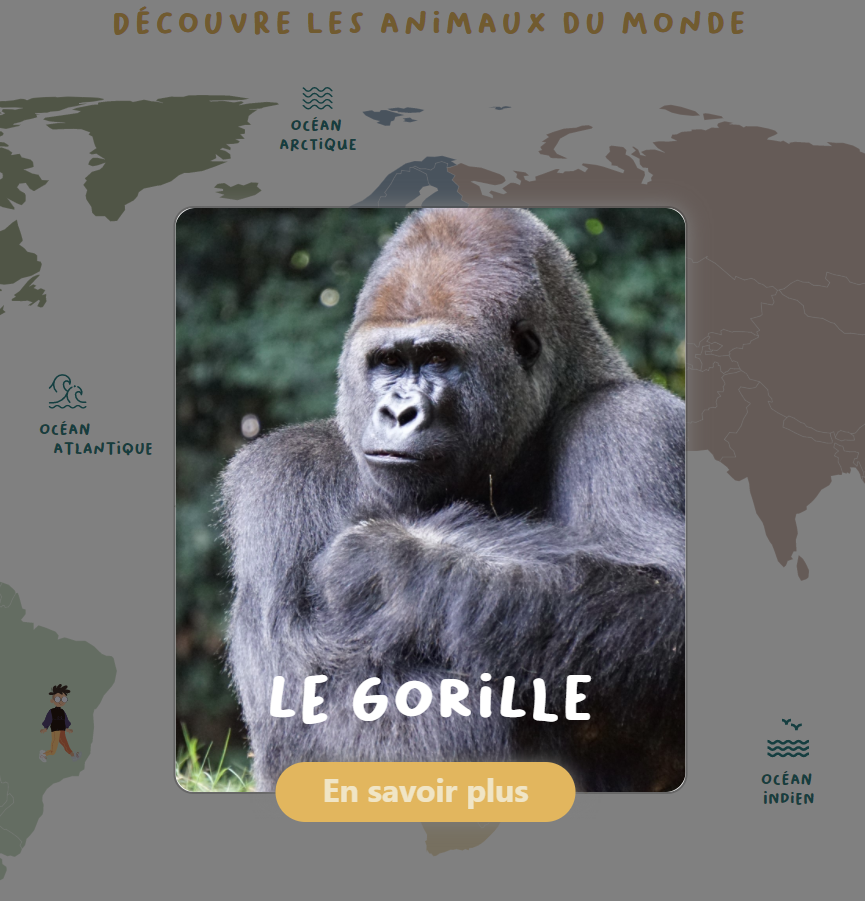 DÉCOUVRE LES ANiMAUX DU MONDE
OCÉAN
ARCTiQUE
OCÉAN
ATLANTiQUE
LE GORiLLE
En savoir plus
OCÉAN
iNDiEN